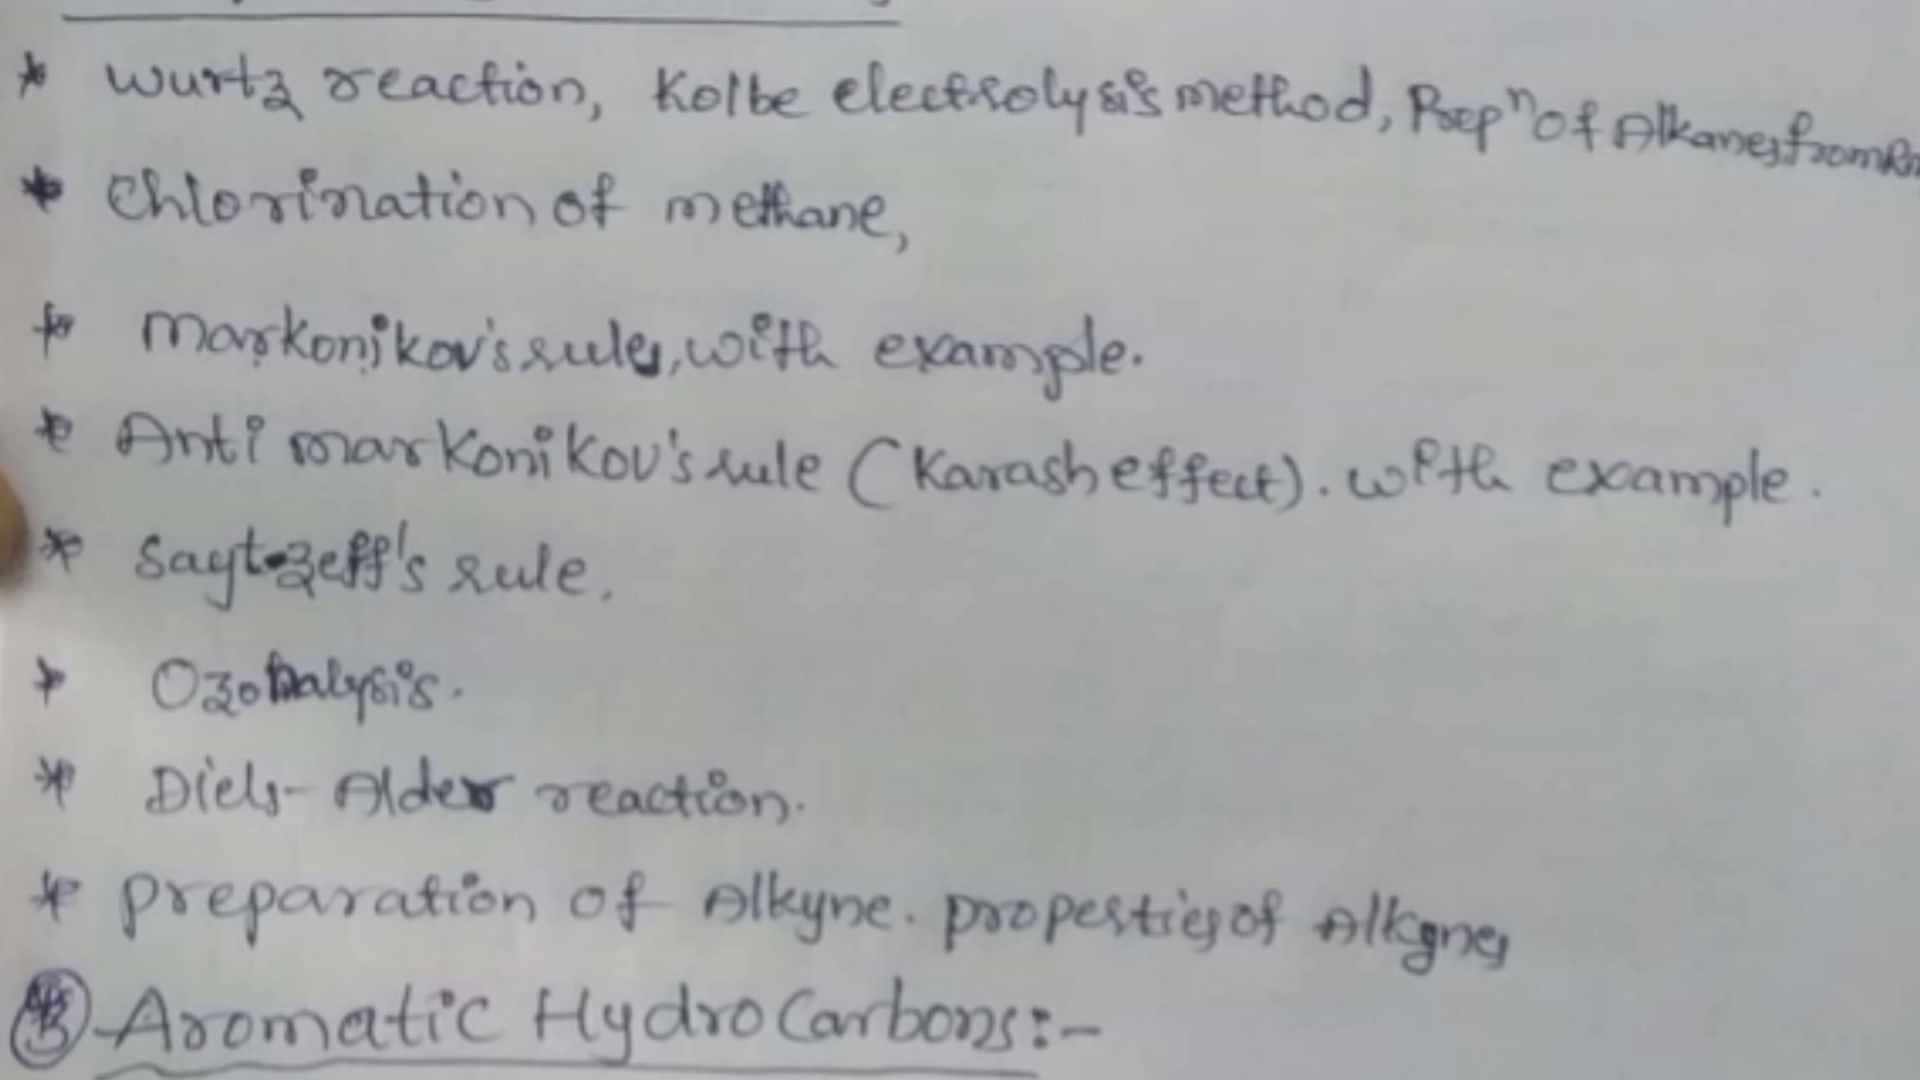 * Wurtz reaction, Kolbe electrolysis method, Prepⁿ of Alkanes from
* Chlorination of methane,
* Markonikov's rules, with example.
* Anti markonikov's rule (Karash effect). with example.
* Saytzeff's rule.
* Ozonalysis.
* Diels-Alder reaction.
* preparation of Alkyne. properties of Alkynes
Aromatic HydroCarbons:-